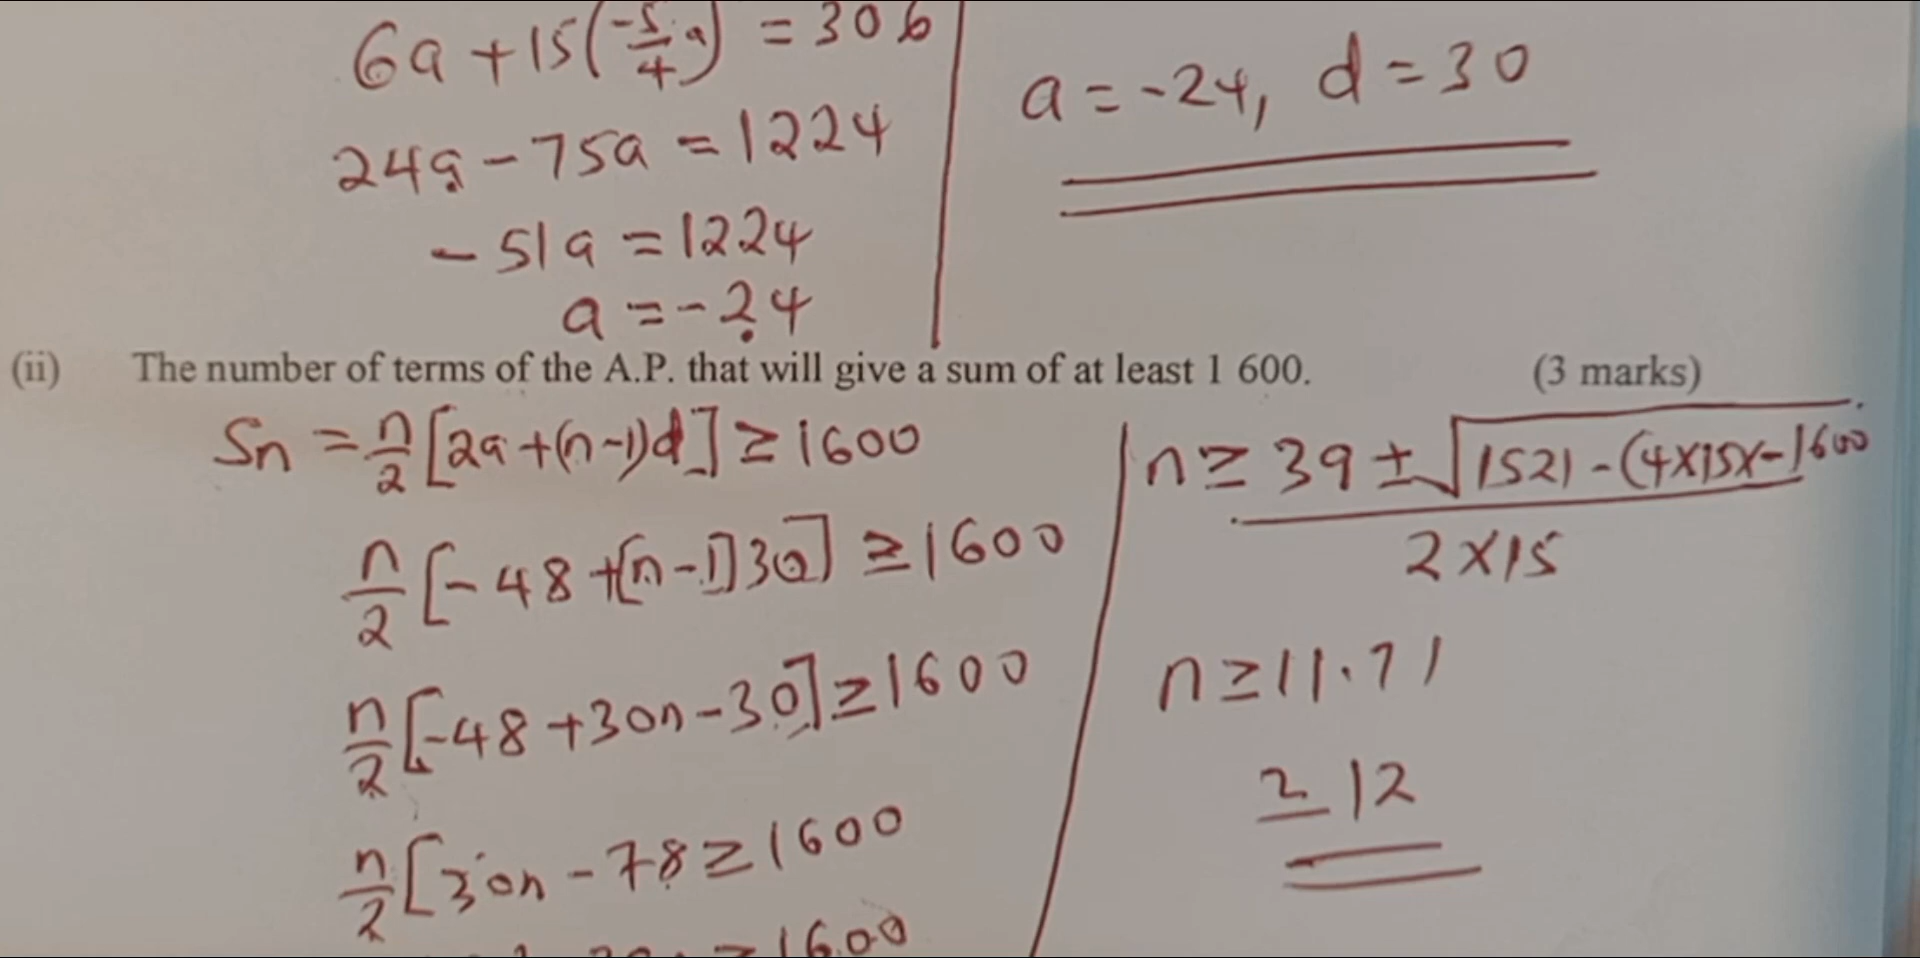 6a + 15(-5/4 a) = 306
24a - 75a = 1224
- 51a = 1224
a = -24
a = -24, d = 30
(ii) The number of terms of the A.P. that will give a sum of at least 1 600. (3 marks)
Sn = n/2 [2a + (n-1)d] ≥ 1600
n/2 [-48 + (n-1)30] ≥ 1600
n/2 [-48 + 30n - 30] ≥ 1600
n/2 [30n - 78 ≥ 1600
≥ 1600
n ≥ 39 ± √1521 - (4x15x-1600
2 x 15
n ≥ 11.71
≥ 12